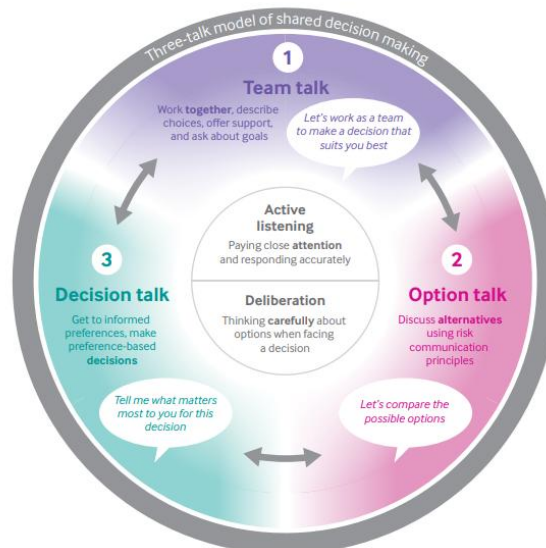 Three-talk model of shared decision making
1
Team talk
Work together, describe
choices, offer support,
and ask about goals
Let's work as a team
to make a decision that
suits you best
Active
listening
Paying close attention
and responding accurately
Deliberation
Thinking carefully about
options when facing
a decision
2
Option talk
Discuss alternatives
using risk
communication
principles
Let's compare the
possible options
3
Decision talk
Get to informed
preferences, make
preference-based
decisions
Tell me what matters
most to you for this
decision